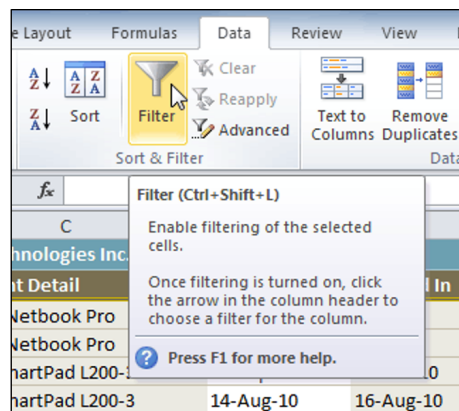 e Layout Formulas Data Review View
A Z A Z Z A Clear
Z A Sort Filter Reapply Text to Remove
Advanced Columns Duplicates
Sort & Filter Data
fx Filter (Ctrl+Shift+L)
C Enable filtering of the selected
cells.
hnologies Inc.
Once filtering is turned on, click
nt Detail the arrow in the column header to d In
Netbook Pro choose a filter for the column.
Netbook Pro
Press F1 for more help.
martPad L200-3 0
martPad L200-3 14-Aug-10 16-Aug-10